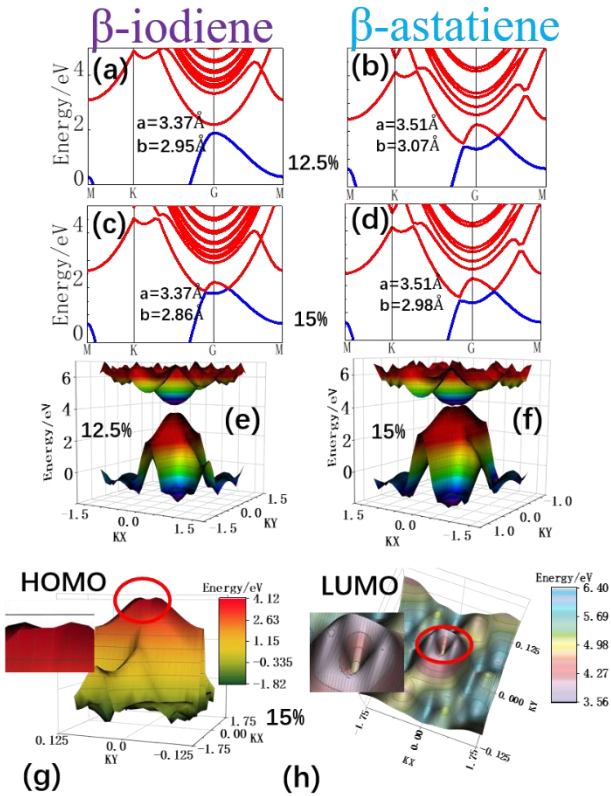 β-iodiene
β-astatiene
(a)
(b)
Energy/eV
4
2
0
a=3.37Å
b=2.95Å
12.5%
a=3.51Å
b=3.07Å
M K G M
M K G M
(c)
(d)
Energy/eV
4
2
0
a=3.37Å
b=2.86Å
15%
a=3.51Å
b=2.98Å
M K G M
M K G M
Energy/eV
6
4
2
0
12.5%
(e)
−1.5 0.0 1.5
KX
−1.5 0.0 1.5
KY
Energy/eV
6
4
2
0
15%
(f)
1.5 0.0 −1.5
KX
1.0 0.0 −1.0
KY
HOMO
Energy/eV
4.12
2.63
1.15
-0.335
-1.82
15%
0.125 0.0 -0.125
KY
1.75
0.00 KX
-1.75
(g)
LUMO
Energy/eV
6.40
5.69
4.98
4.27
3.56
0.125
0.000
-0.125
KY
-1.75 0.00 1.75
KX
(h)